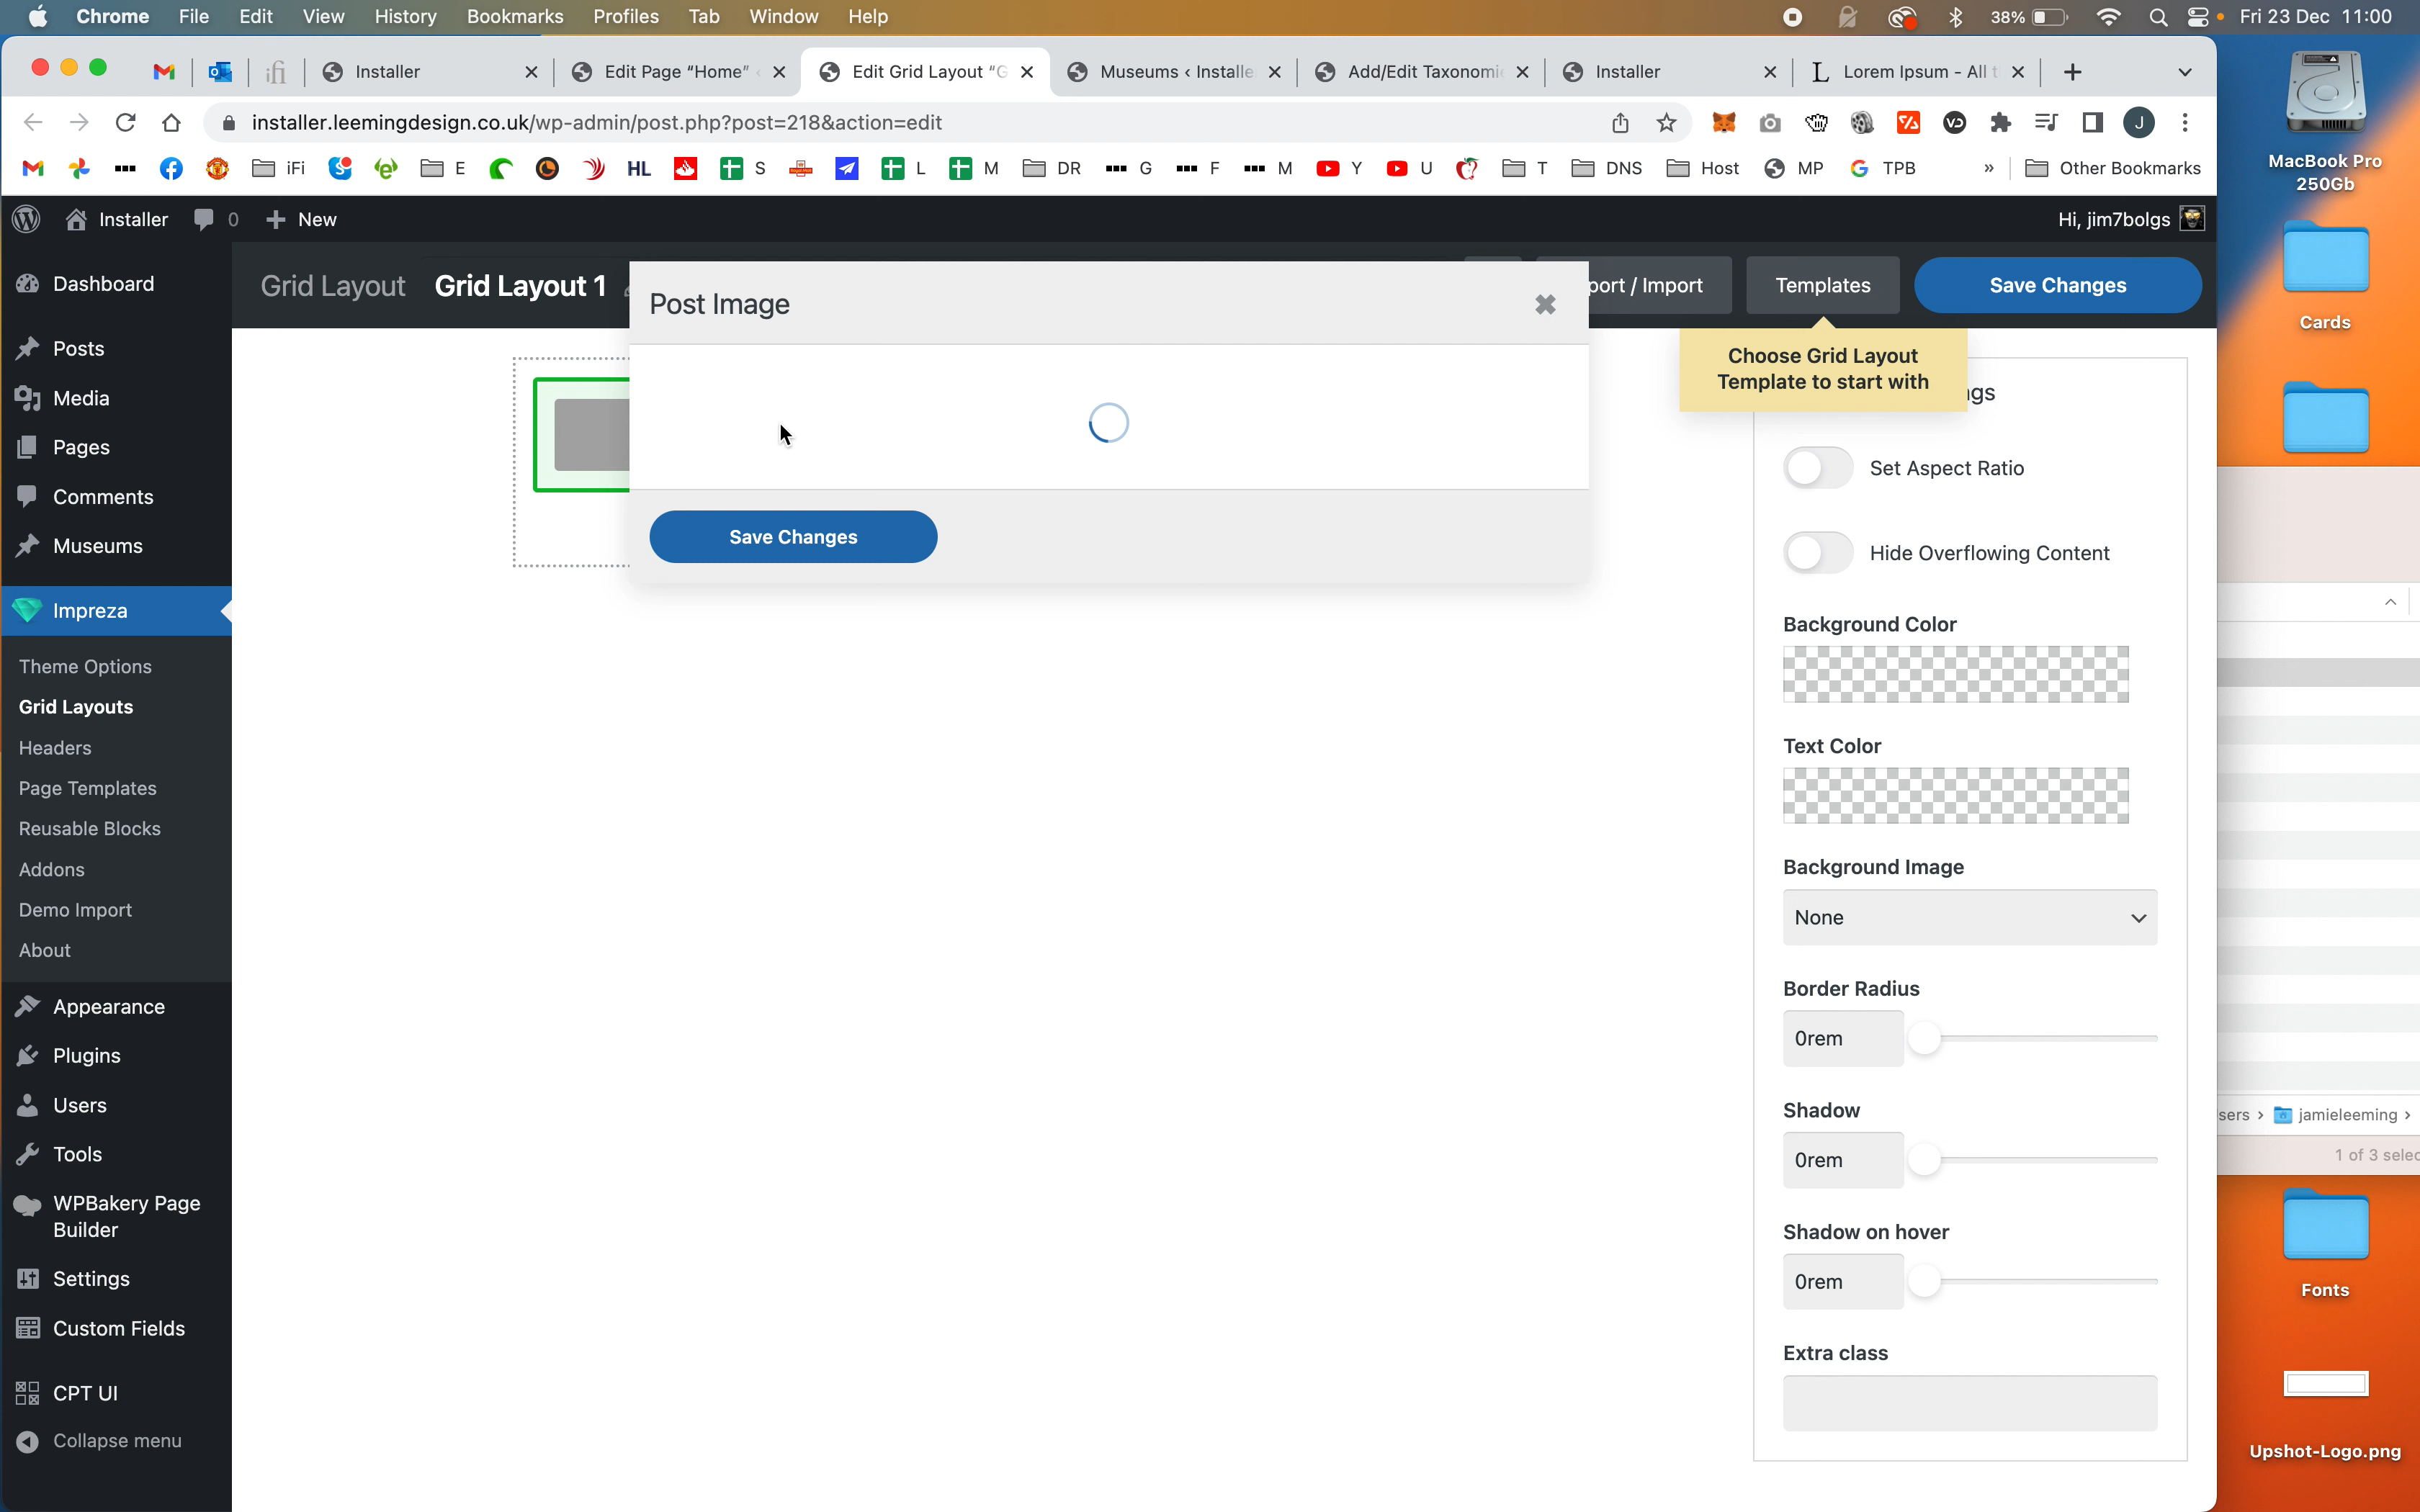 Chrome File Edit View History Bookmarks Profiles Tab Window Help 38% Fri 23 Dec 11:00
ifi Installer Edit Page “Home” Edit Grid Layout “G Museums ‹ Installe Add/Edit Taxonomi Installer Lorem Ipsum - All t
installer.leemingdesign.co.uk/wp-admin/post.php?post=218&action=edit J
iFi E HL S L M DR G F M Y U T DNS Host MP TPB » Other Bookmarks
Installer 0 New Hi, jim7bolgs
Dashboard
Posts
Media
Pages
Comments
Museums
Impreza
Theme Options
Grid Layouts
Headers
Page Templates
Reusable Blocks
Addons
Demo Import
About
Appearance
Plugins
Users
Tools
WPBakery Page
Builder
Settings
Custom Fields
CPT UI
Collapse menu
Grid Layout Grid Layout 1
Post Image
Save Changes
port / Import Templates Save Changes
Choose Grid Layout
Template to start with
ngs
Set Aspect Ratio
Hide Overflowing Content
Background Color
Text Color
Background Image
None
Border Radius
0rem
Shadow
0rem
Shadow on hover
0rem
Extra class
MacBook Pro
250Gb
Cards
sers › jamieleeming ›
1 of 3 selec
Fonts
Upshot-Logo.png